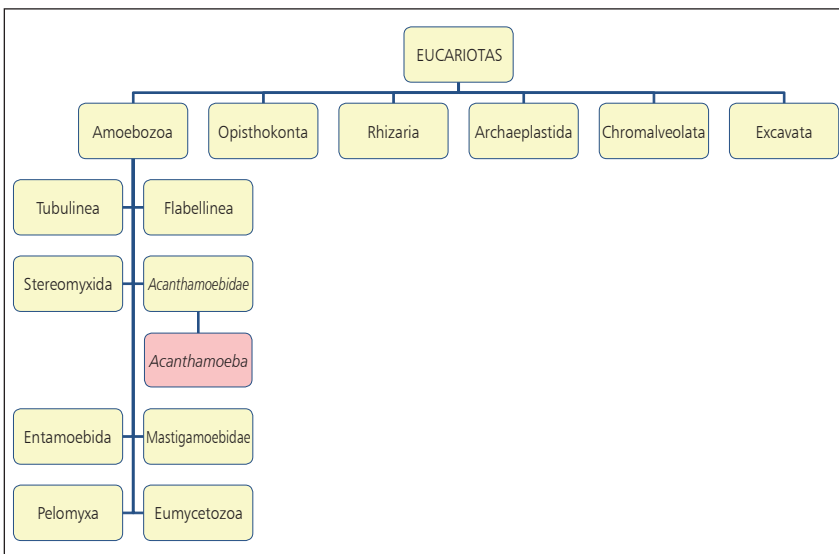 EUCARIOTAS
Amoebozoa
Opisthokonta
Rhizaria
Archaeplastida
Chromalveolata
Excavata
Tubulinea
Flabellinea
Stereomyxida
Acanthamoebidae
Acanthamoeba
Entamoebida
Mastigamoebidae
Pelomyxa
Eumycetozoa